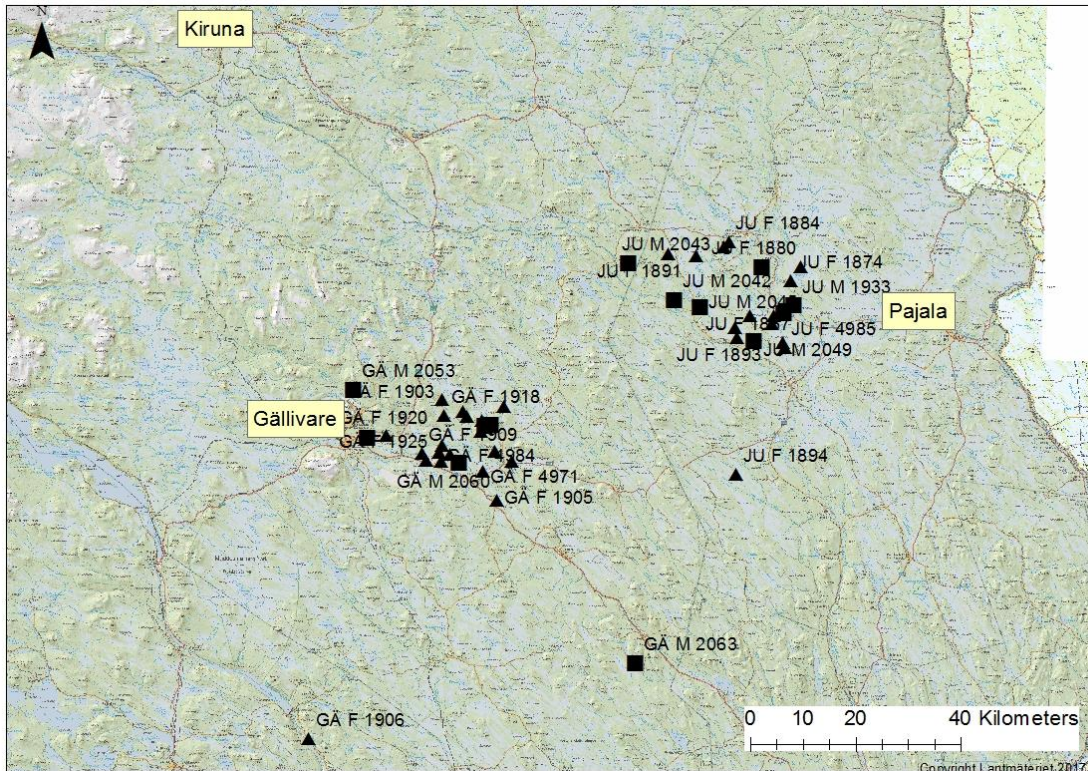 N
Kiruna
JU F 1884
JU M 2043
JU F 1880
JU F 1891
JU F 1874
JU M 2042
JU M 1933
Pajala
JU F 4985
JU F 1893
JU M 2049
GÄ M 2053
GÄ F 1903
GÄ F 1918
Gällivare
GÄ F 1920
GÄ F 1925
GÄ F 1909
GÄ F 4984
JU F 1894
GÄ M 2060
GÄ F 4971
GÄ F 1905
GÄ M 2063
GÄ F 1906
0 10 20 40 Kilometers
Copyright Lantmäteriet 2017